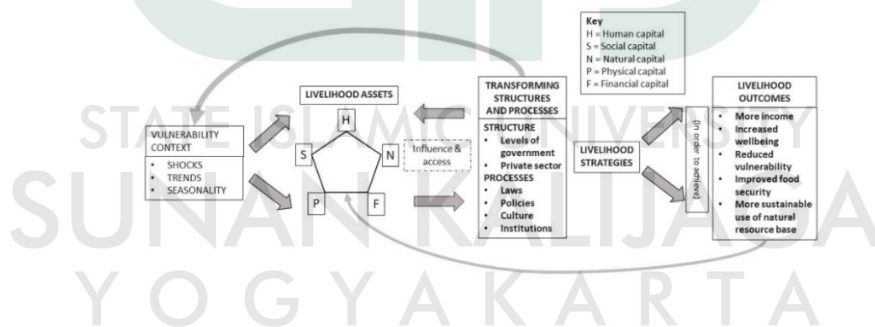 Key
H = Human capital
S = Social capital
N = Natural capital
P = Physical capital
F = Financial capital
STATE ISLAMIC UNIVERSITY
SUNAN KALIJAGA
YOGYAKARTA
VULNERABILITY
CONTEXT
• SHOCKS
• TRENDS
• SEASONALITY
LIVELIHOOD ASSETS
H
S
N
P
F
Influence &
access
TRANSFORMING
STRUCTURES
AND PROCESSES
STRUCTURE
• Levels of
government
• Private sector
PROCESSES
• Laws
• Policies
• Culture
• Institutions
LIVELIHOOD
STRATEGIES
(In order to achieve)
LIVELIHOOD
OUTCOMES
• More income
• Increased
wellbeing
• Reduced
vulnerability
• Improved food
security
• More sustainable
use of natural
resource base